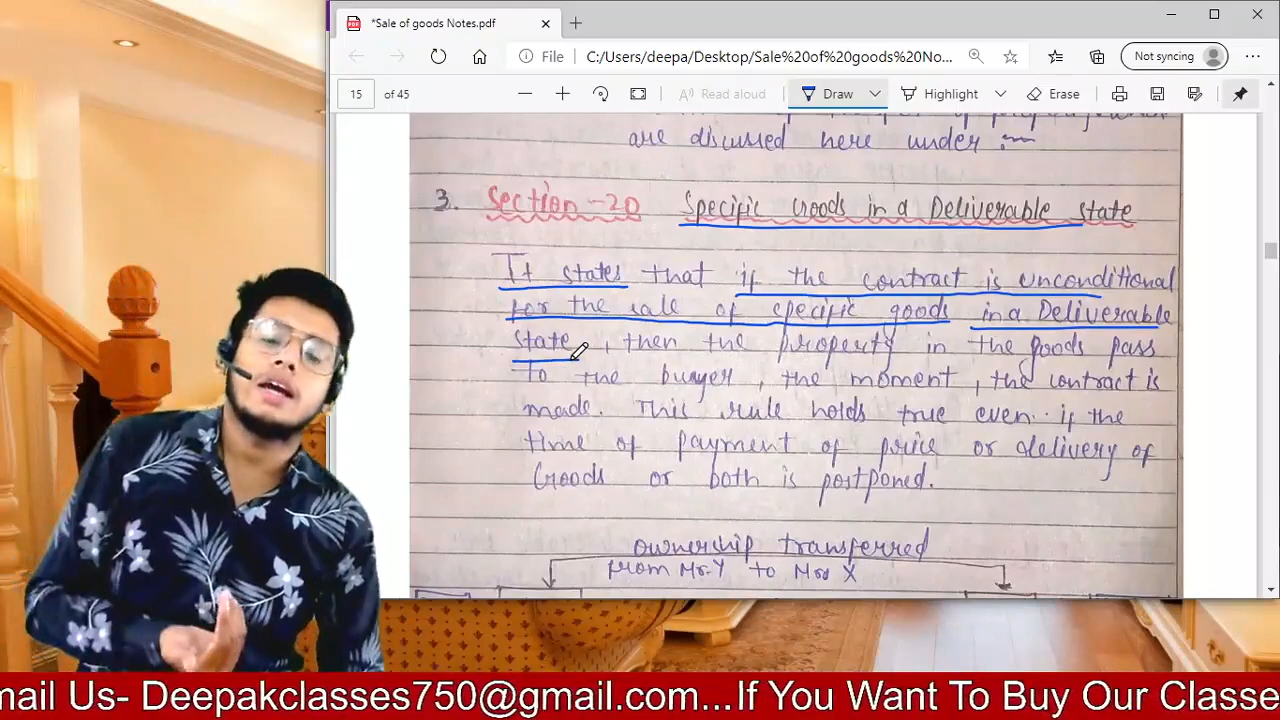 *Sale of goods Notes.pdf
File C:/Users/deepa/Desktop/Sale%20of%20goods%20No...
Not syncing
15 of 45
Read aloud
Draw
Highlight
Erase
are discussed here under :-
3. Section -20 Specific Goods in a Deliverable state
It states that if the contract is unconditional
for the sale of specific goods in a Deliverable
state, then the property in the goods pass
To the buyer, the moment, the contract is
made. This rule holds true even if the
time of payment of price or delivery of
Goods or both is postponed.
ownership transferred
from Mr. Y to Mrs X
mail Us- Deepakclasses750@gmail.com...If You Want To Buy Our Classe